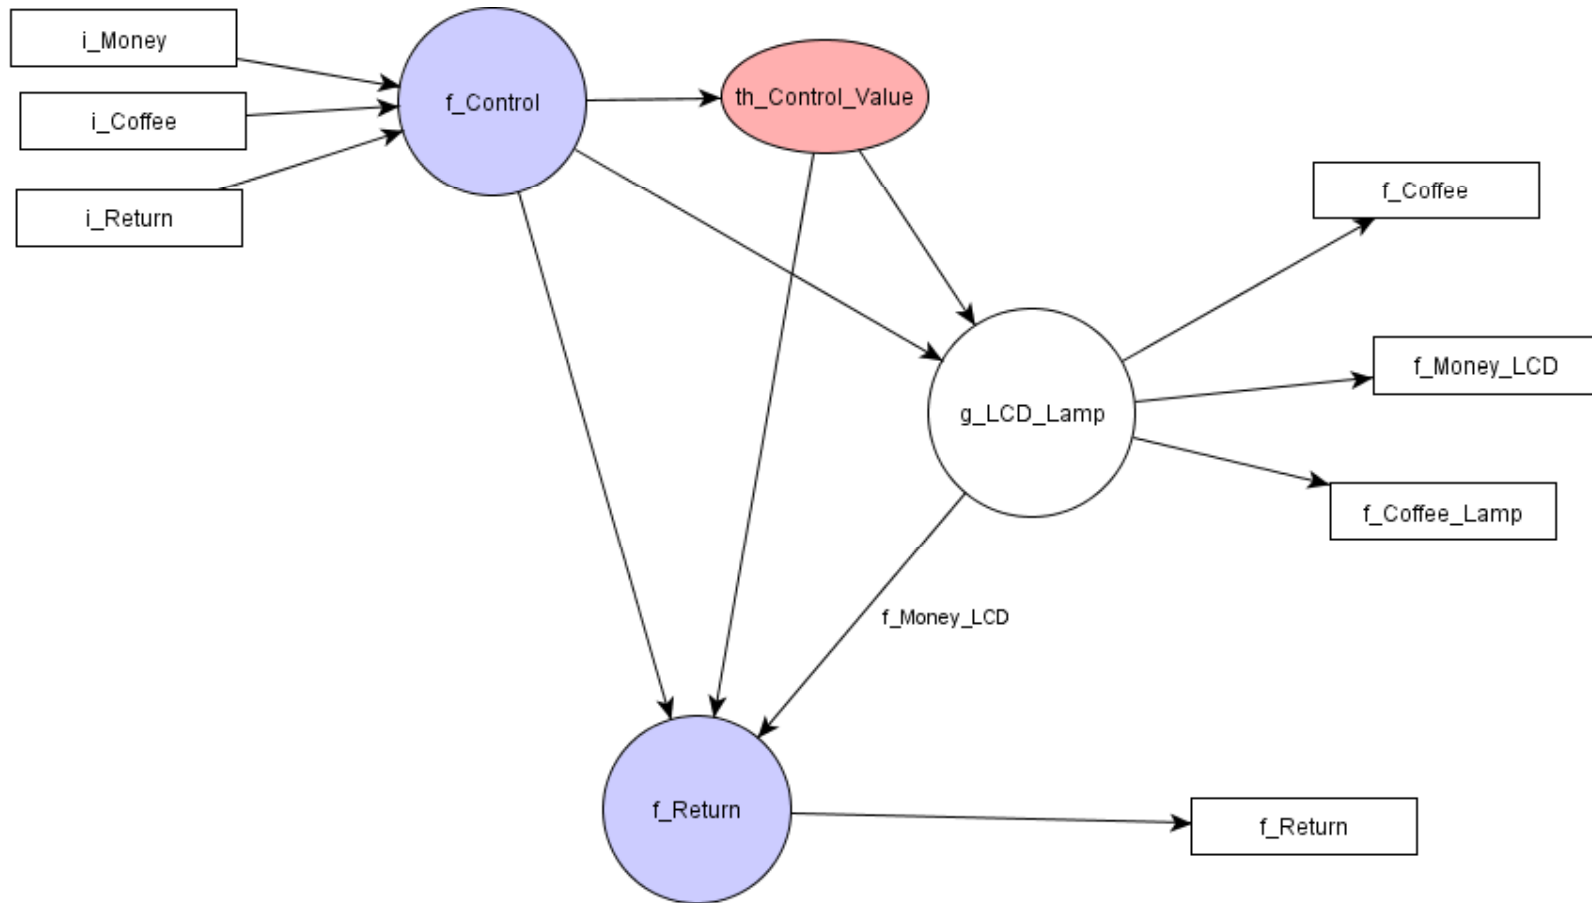 i_Money
i_Coffee
i_Return
f_Control
th_Control_Value
f_Coffee
f_Money_LCD
g_LCD_Lamp
f_Coffee_Lamp
f_Money_LCD
f_Return
f_Return